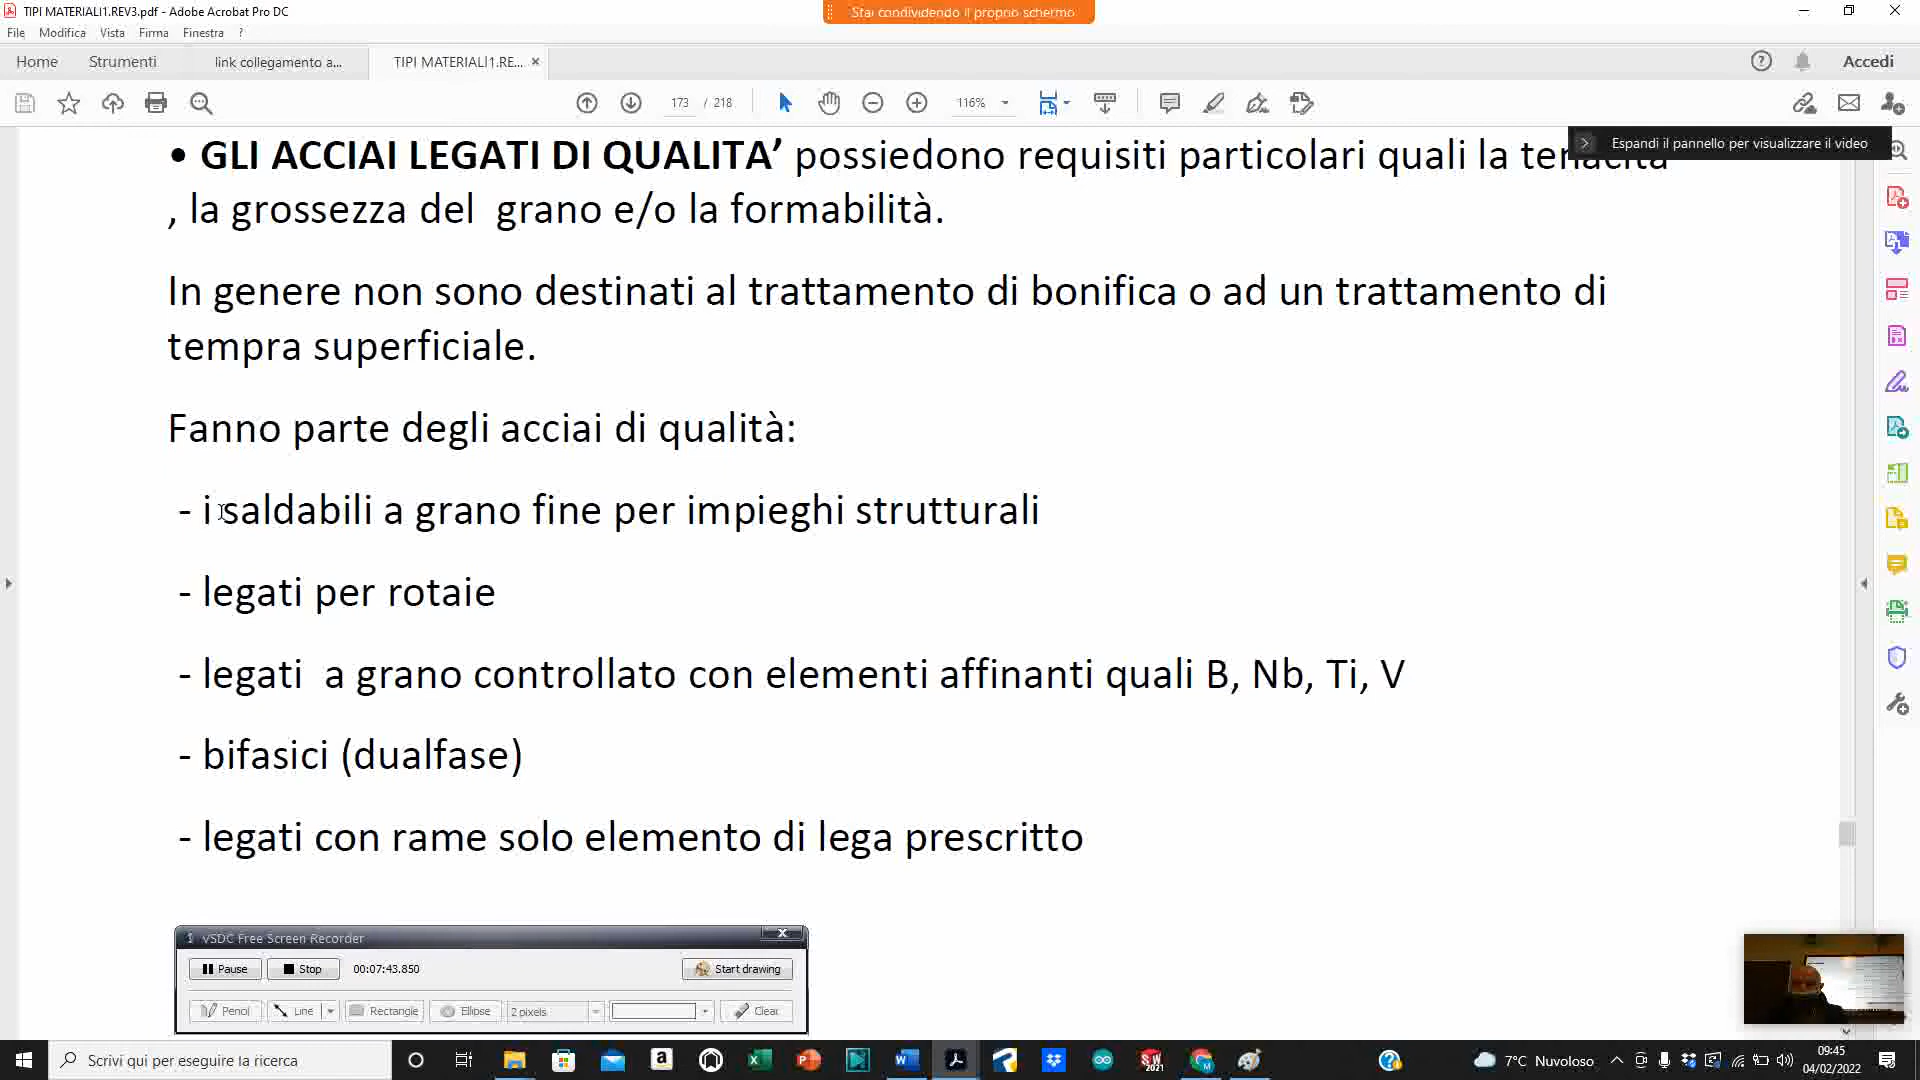 TIPI MATERIALI1.REV3.pdf - Adobe Acrobat Pro DC
Stai condividendo il proprio schermo
File Modifica Vista Firma Finestra ?
Home Strumenti link collegamento a... TIPI MATERIALI1.RE... × Accedi
173 / 218 116%
Espandi il pannello per visualizzare il video
• GLI ACCIAI LEGATI DI QUALITA’ possiedono requisiti particolari quali la tenacità
, la grossezza del grano e/o la formabilità.
In genere non sono destinati al trattamento di bonifica o ad un trattamento di
tempra superficiale.
Fanno parte degli acciai di qualità:
- i saldabili a grano fine per impieghi strutturali
- legati per rotaie
- legati a grano controllato con elementi affinanti quali B, Nb, Ti, V
- bifasici (dualfase)
- legati con rame solo elemento di lega prescritto
VSDC Free Screen Recorder
Pause Stop 00:07:43.850 Start drawing
Pencil Line Rectangle Ellipse 2 pixels Clear
Scrivi qui per eseguire la ricerca
7°C Nuvoloso
09:45
04/02/2022